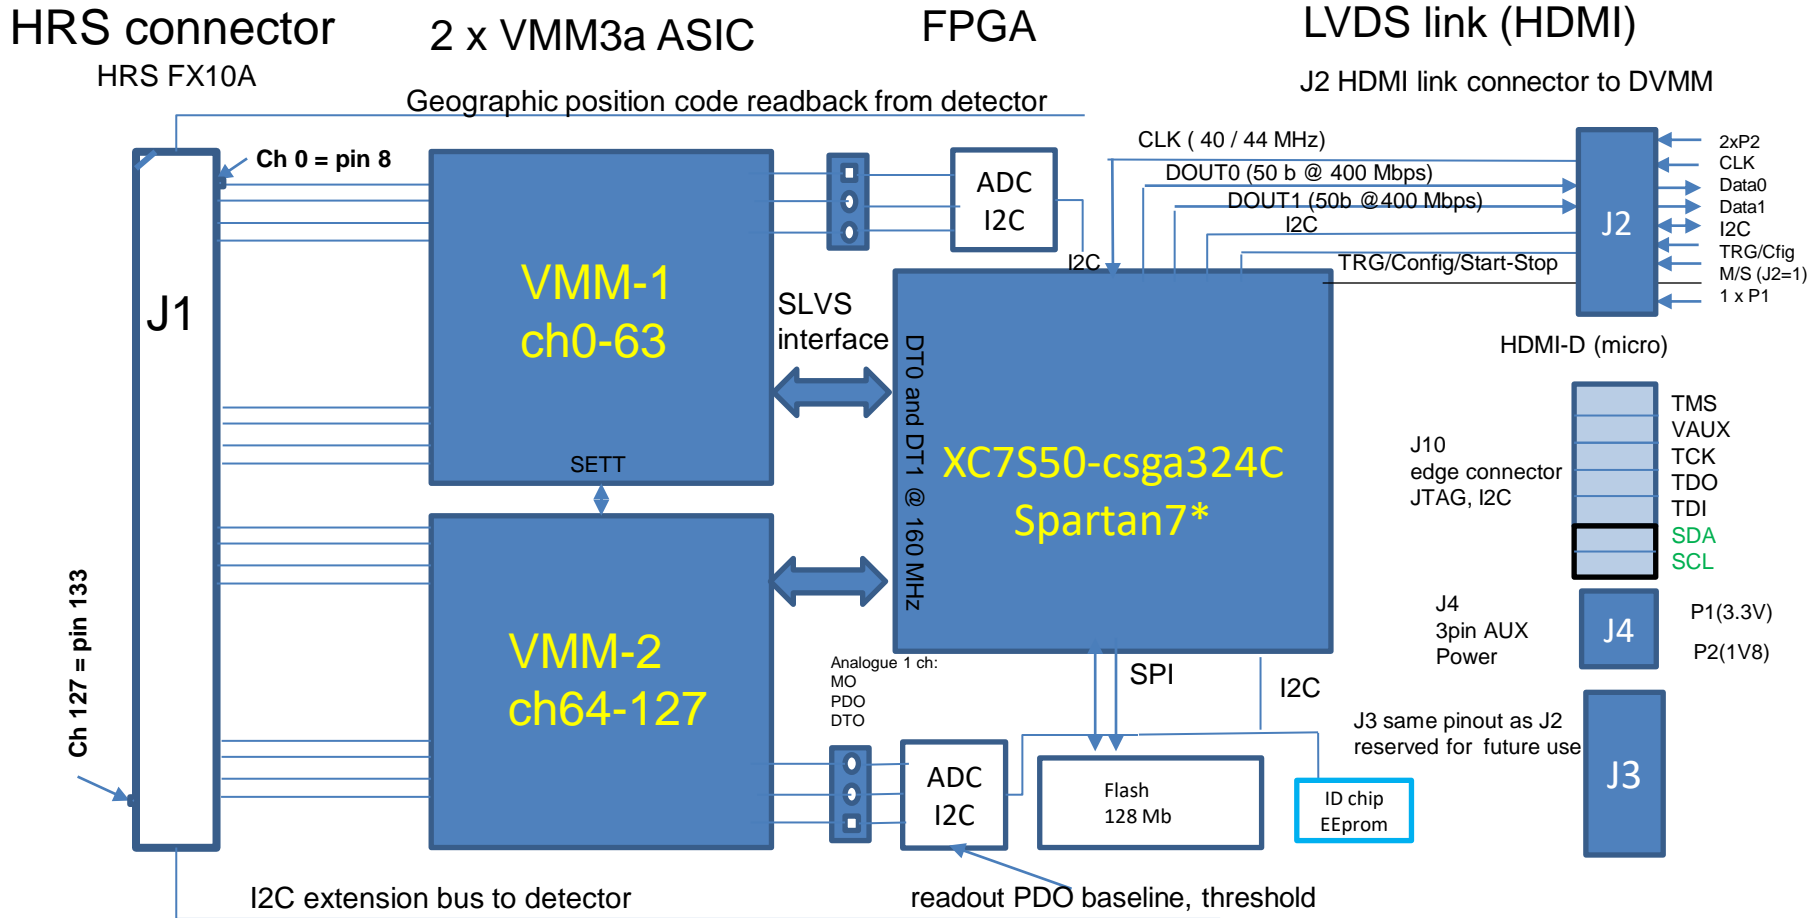 HRS connector
2 x VMM3a ASIC
FPGA
LVDS link (HDMI)
HRS FX10A
J2 HDMI link connector to DVMM
Geographic position code readback from detector
Ch 0 = pin 8
CLK ( 40 / 44 MHz)
DOUT0 (50 b @ 400 Mbps)
DOUT1 (50b @400 Mbps)
I2C
TRG/Config/Start-Stop
J2
2xP2
CLK
Data0
Data1
I2C
TRG/Cfig
M/S (J2=1)
1 x P1
HDMI-D (micro)
ADC
I2C
I2C
J1
VMM-1
ch0-63
SETT
SLVS
interface
DT0 and DT1 @ 160 MHz
XC7S50-csga324C
Spartan7*
J10
edge connector
JTAG, I2C
TMS
VAUX
TCK
TDO
TDI
SDA
SCL
Ch 127 = pin 133
VMM-2
ch64-127
Analogue 1 ch:
MO
PDO
DTO
SPI
I2C
J4
3pin AUX
Power
J4
P1(3.3V)
P2(1V8)
J3 same pinout as J2
reserved for future use
J3
ADC
I2C
Flash
128 Mb
ID chip
EEprom
I2C extension bus to detector
readout PDO baseline, threshold